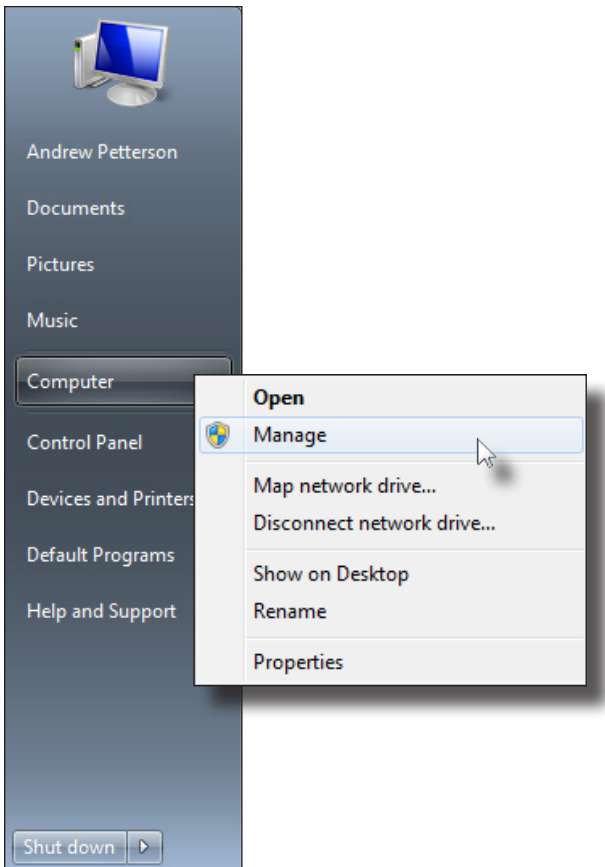 Andrew Petterson
Documents
Pictures
Music
Computer
Control Panel
Devices and Printers
Default Programs
Help and Support
Shut down
Open
Manage
Map network drive...
Disconnect network drive...
Show on Desktop
Rename
Properties